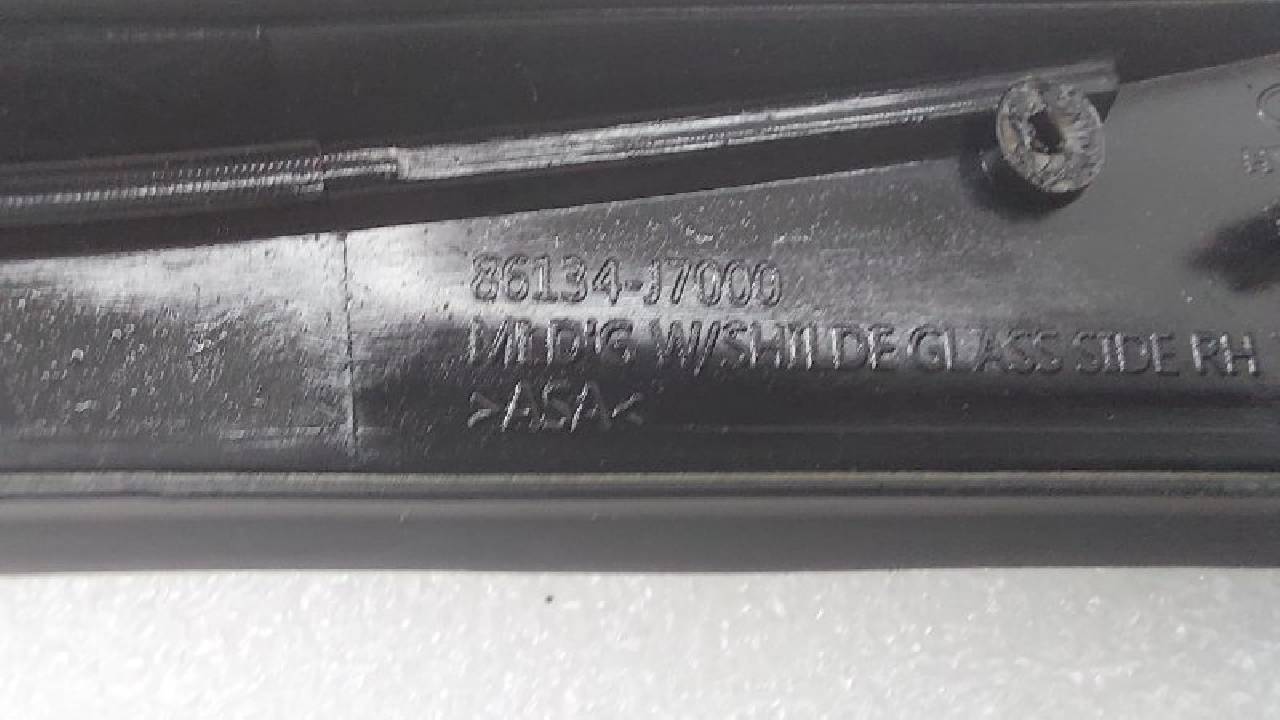 86134-J7000
MLD'G W/SHILDE GLASS SIDE RH
>ASA<